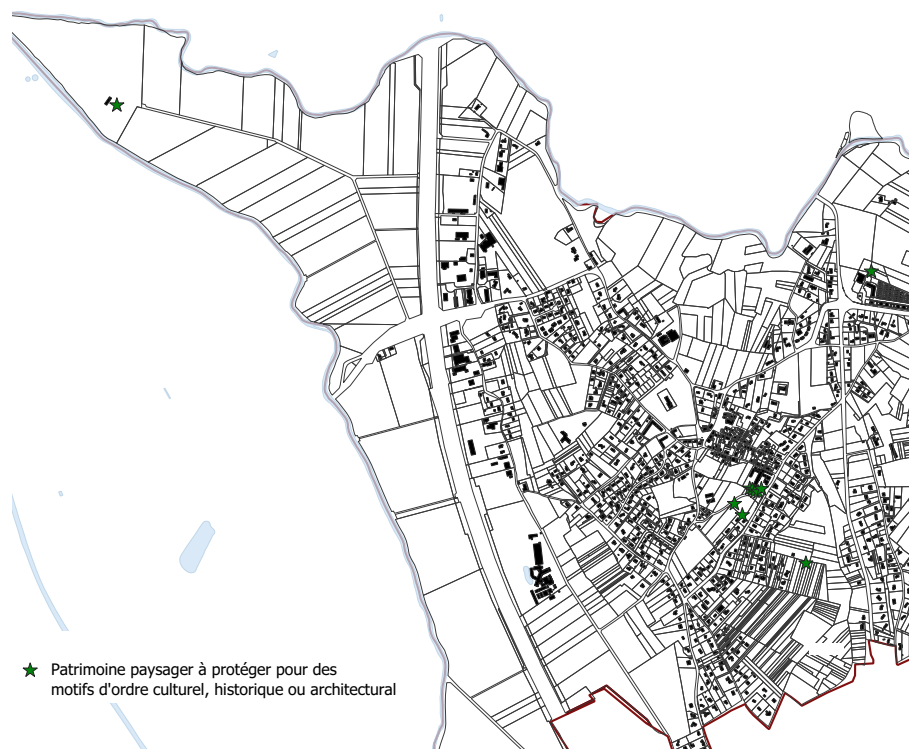 Patrimoine paysager à protéger pour des
motifs d'ordre culturel, historique ou architectural